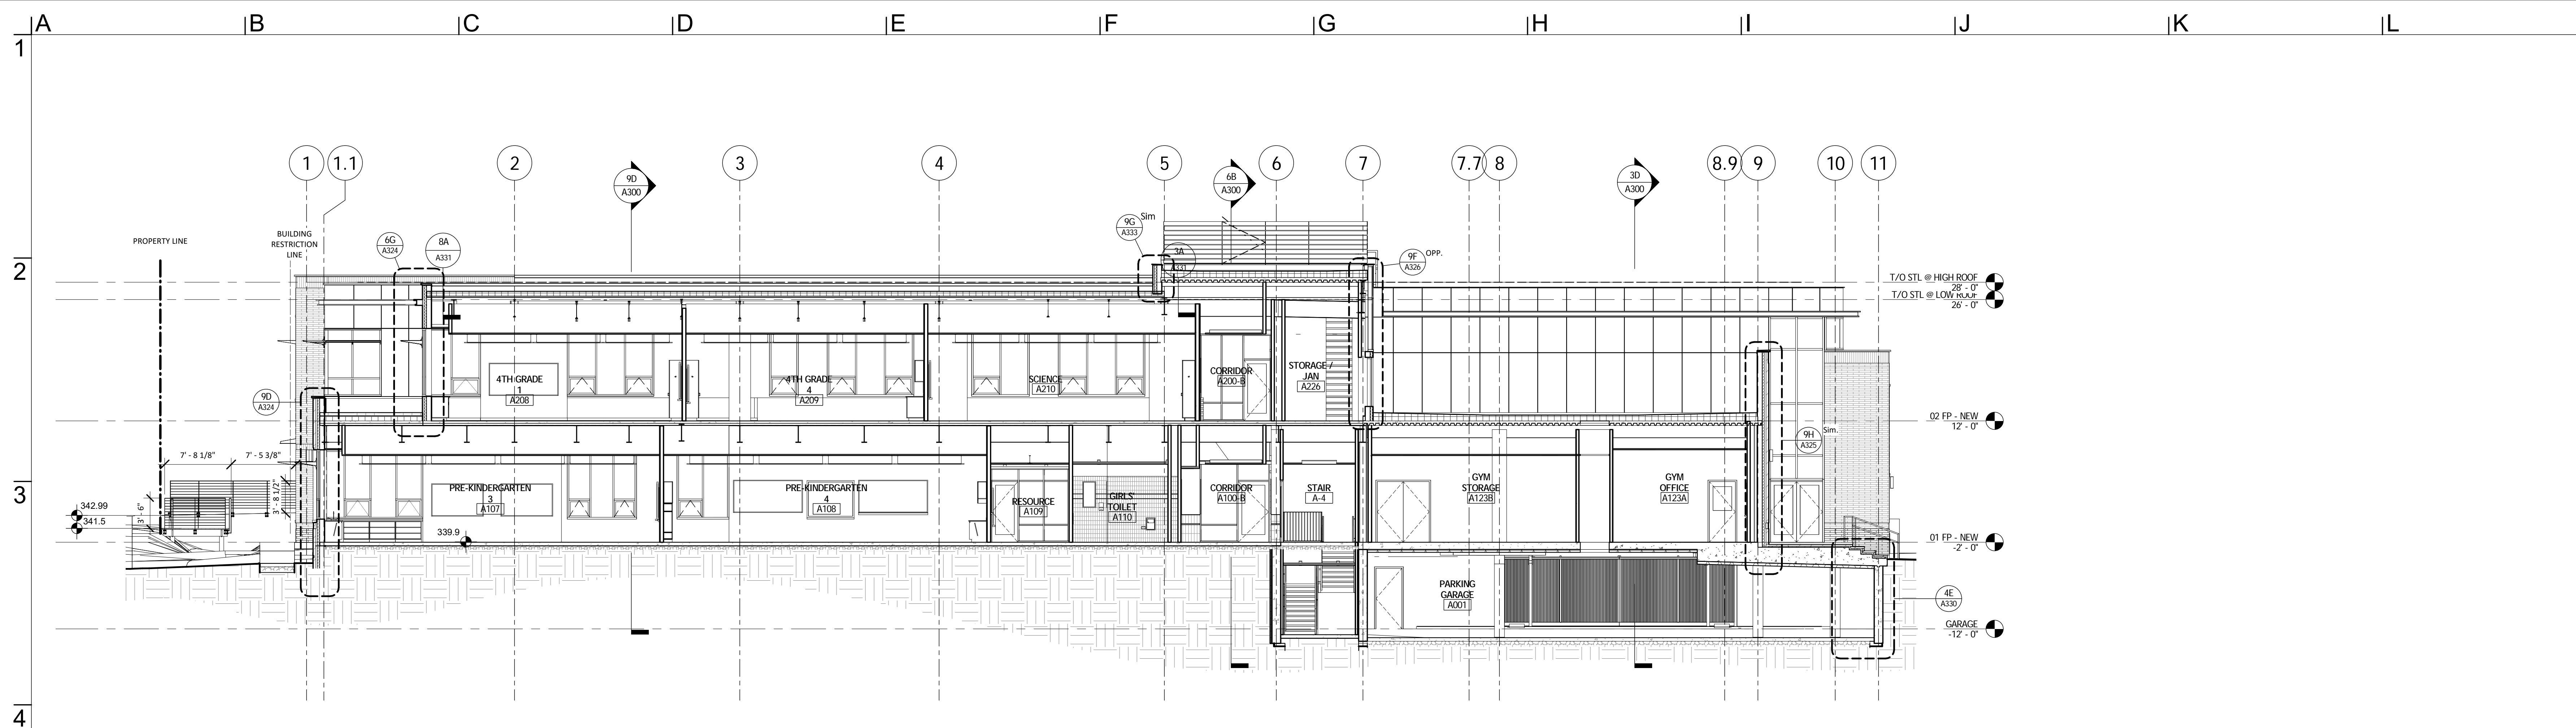 A B C D E F G H I J K L
1
1 1.1 2 3 4 5 6 7 7.7 8 8.9 9 10 11
9D
A300
6B
A300
3D
A300
PROPERTY LINE
BUILDING
RESTRICTION
LINE
6G
A324
8A
A331
9G Sim
A333
3A
A331
9F OPP.
A326
2
T/O STL @ HIGH ROOF
28' - 0"
T/O STL @ LOW ROOF
26' - 0"
4TH GRADE
1
A208
4TH GRADE
4
A209
SCIENCE
A210
CORRIDOR
A200-B
STORAGE /
JAN
A226
9D
A324
02 FP - NEW
12' - 0"
9H Sim.
A325
7' - 8 1/8" 7' - 5 3/8"
3' - 8 1/2"
3' - 6"
3
PRE-KINDERGARTEN
3
A107
PRE-KINDERGARTEN
4
A108
RESOURCE
A109
GIRLS'
TOILET
A110
CORRIDOR
A100-B
STAIR
A-4
GYM
STORAGE
A123B
GYM
OFFICE
A123A
342.99
341.5
339.9
01 FP - NEW
-2' - 0"
PARKING
GARAGE
A001
4E
A330
GARAGE
-12' - 0"
4